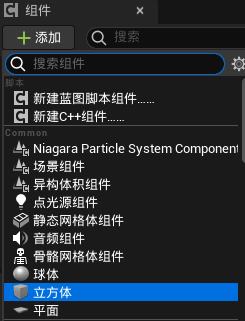 组件
添加
搜索
搜索组件
脚本
新建蓝图脚本组件......
新建C++组件......
Common
Niagara Particle System Component
场景组件
异构体积组件
点光源组件
静态网格体组件
音频组件
骨骼网格体组件
球体
立方体
平面